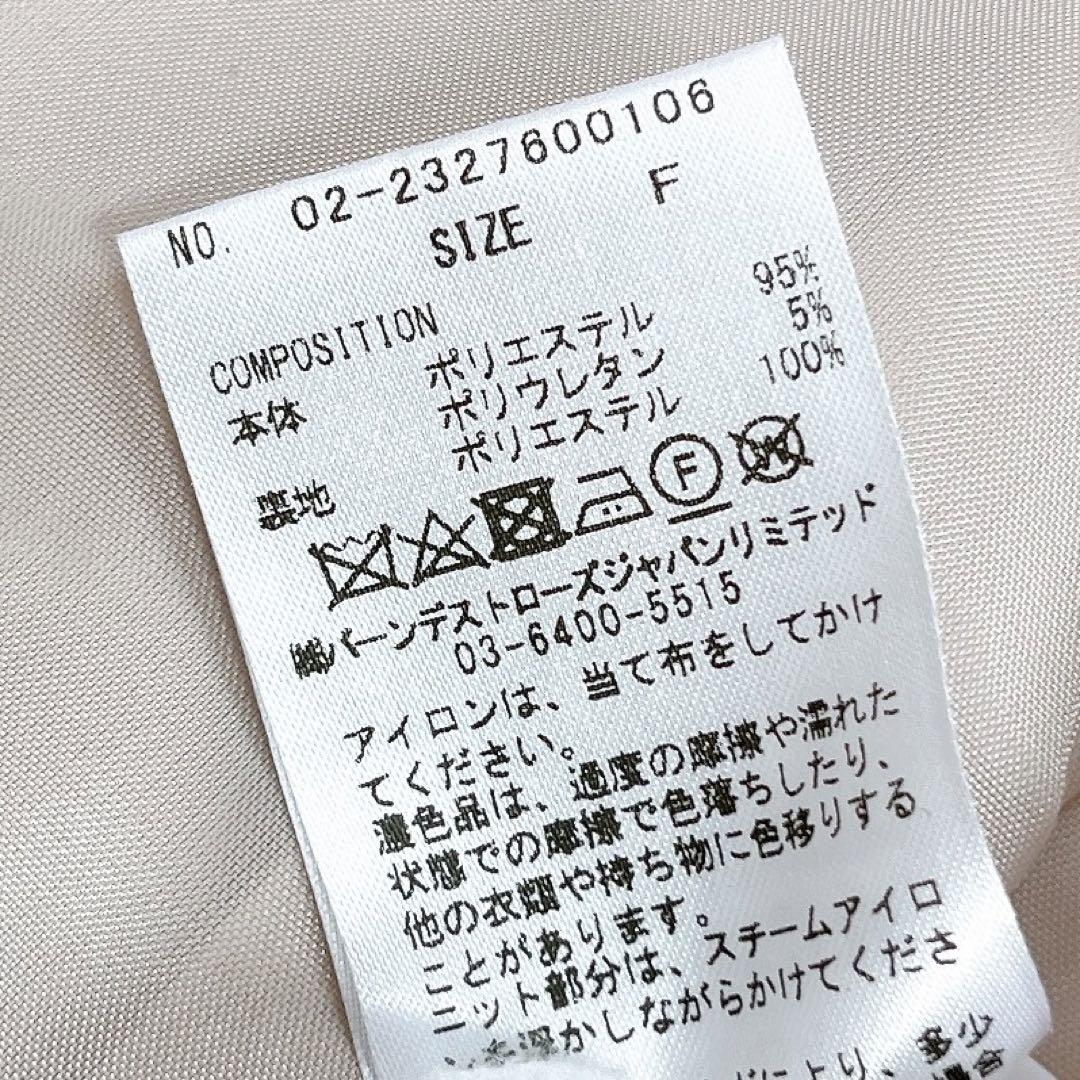 NO. 02-2327600106
SIZE F
COMPOSITION
本体 ポリエステル 95%
ポリウレタン 5%
裏地 ポリエステル 100%
F
W
バーンデストローズジャパンリミテッド
03-6400-5515
アイロンは、当て布をしてかけ
てください。
濃色品は、過度の摩擦や濡れた
状態での摩擦で色落ちしたり、
他の衣類や持ち物に色移りする
ことがあります。
ニット部分は、スチームアイロ
ンを浮かしながらかけてくださ
により、多少
場合